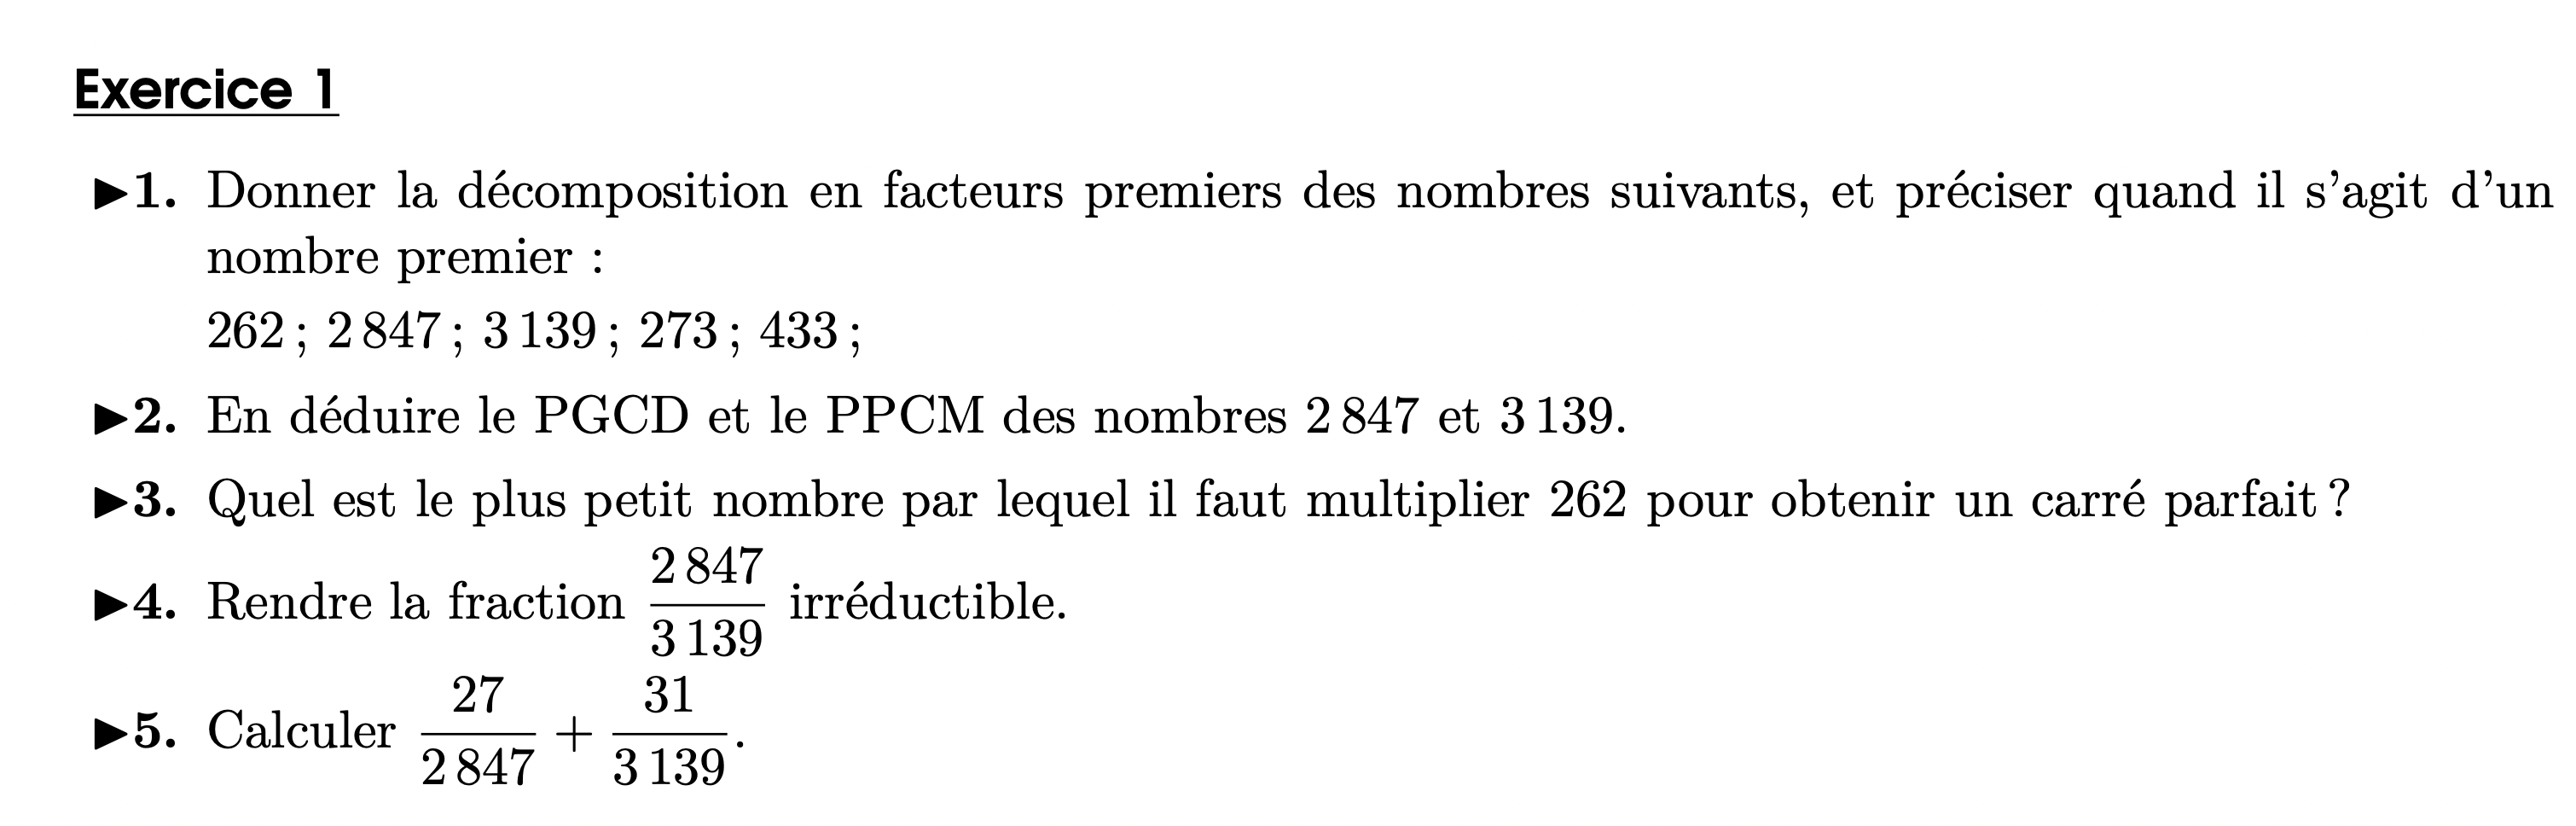 Exercice 1
▶1. Donner la décomposition en facteurs premiers des nombres suivants, et préciser quand il s'agit d'un
nombre premier :
262 ; 2 847 ; 3 139 ; 273 ; 433 ;
▶2. En déduire le PGCD et le PPCM des nombres 2 847 et 3 139.
▶3. Quel est le plus petit nombre par lequel il faut multiplier 262 pour obtenir un carré parfait ?
▶4. Rendre la fraction \frac{2 847}{3 139} irréductible.
▶5. Calculer \frac{27}{2 847} + \frac{31}{3 139}.